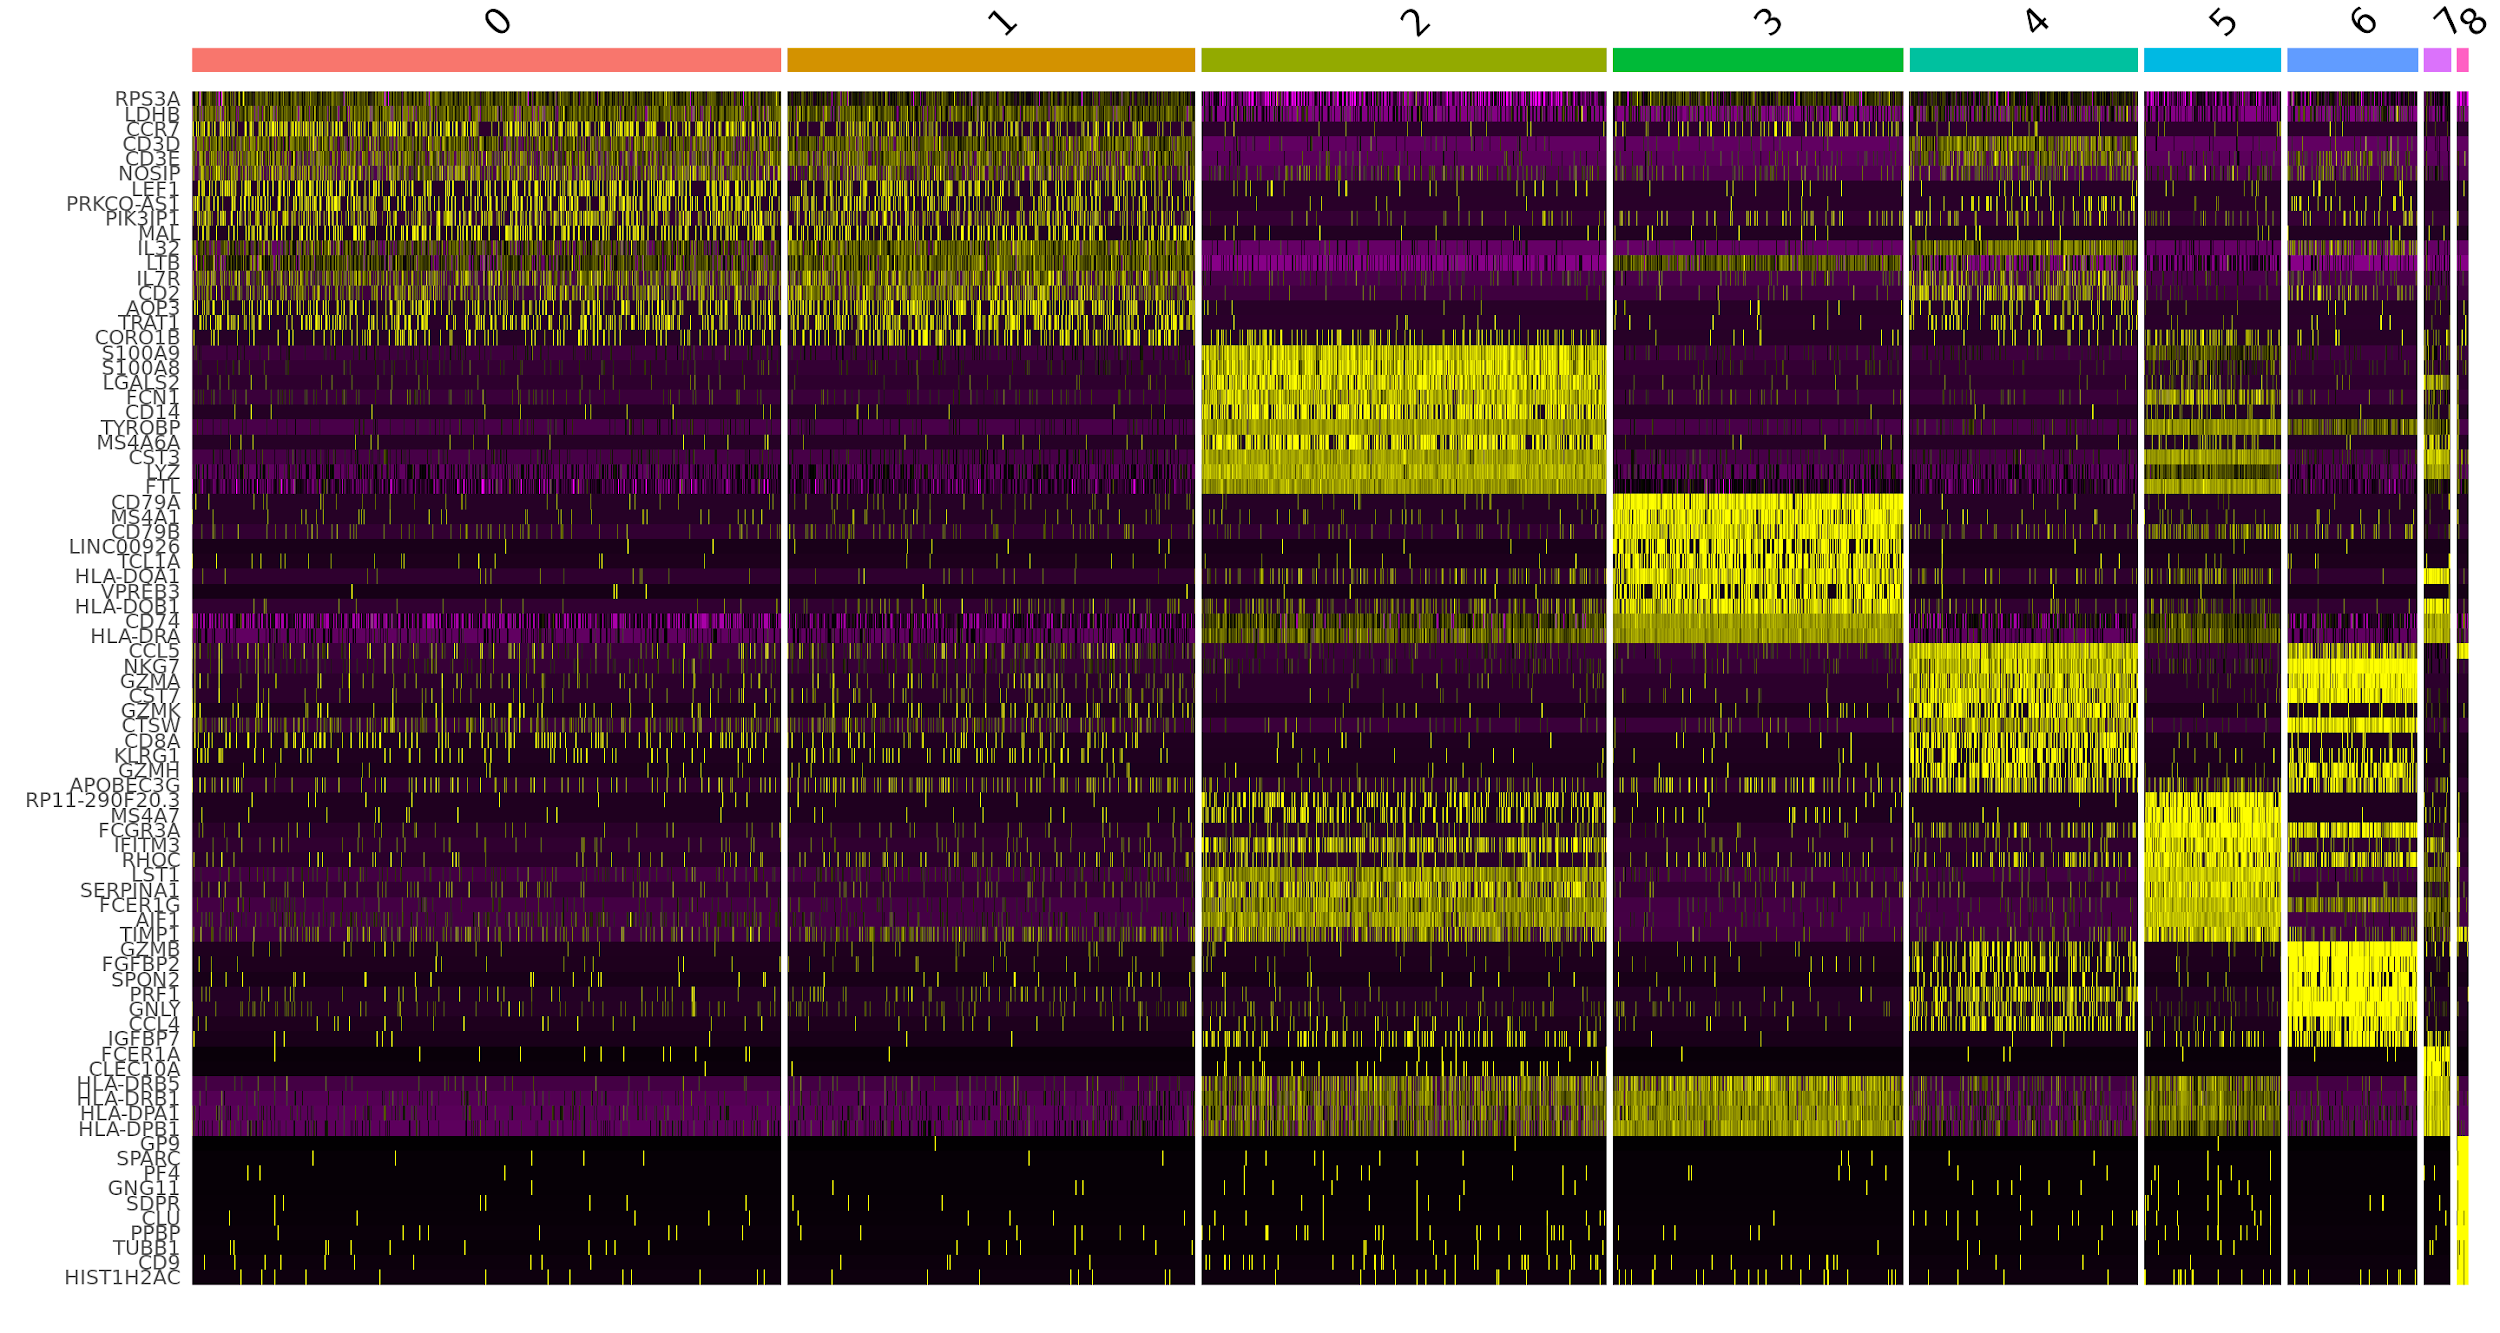 0 1 2 3 4 5 6 7 8
RPS3A
LDHB
CCR7
CD3D
CD3E
NOSIP
LEF1
PRKCQ-AS1
PIK3IP1
MAL
IL32
LTB
IL7R
CD2
AQP3
TRAT1
CORO1B
S100A9
S100A8
LGALS2
FCN1
CD14
TYROBP
MS4A6A
CST3
LYZ
FTL
CD79A
MS4A1
CD79B
LINC00926
TCL1A
HLA-DQA1
VPREB3
HLA-DQB1
CD74
HLA-DRA
CCL5
NKG7
GZMA
CST7
GZMK
CTSW
CD8A
KLRG1
GZMH
APOBEC3G
RP11-290F20.3
MS4A7
FCGR3A
IFITM3
RHOC
LST1
SERPINA1
FCER1G
AIF1
TIMP1
GZMB
FGFBP2
SPON2
PRF1
GNLY
CCL4
IGFBP7
FCER1A
CLEC10A
HLA-DRB5
HLA-DRB1
HLA-DPA1
HLA-DPB1
GP9
SPARC
PF4
GNG11
SDPR
CLU
PPBP
TUBB1
CD9
HIST1H2AC